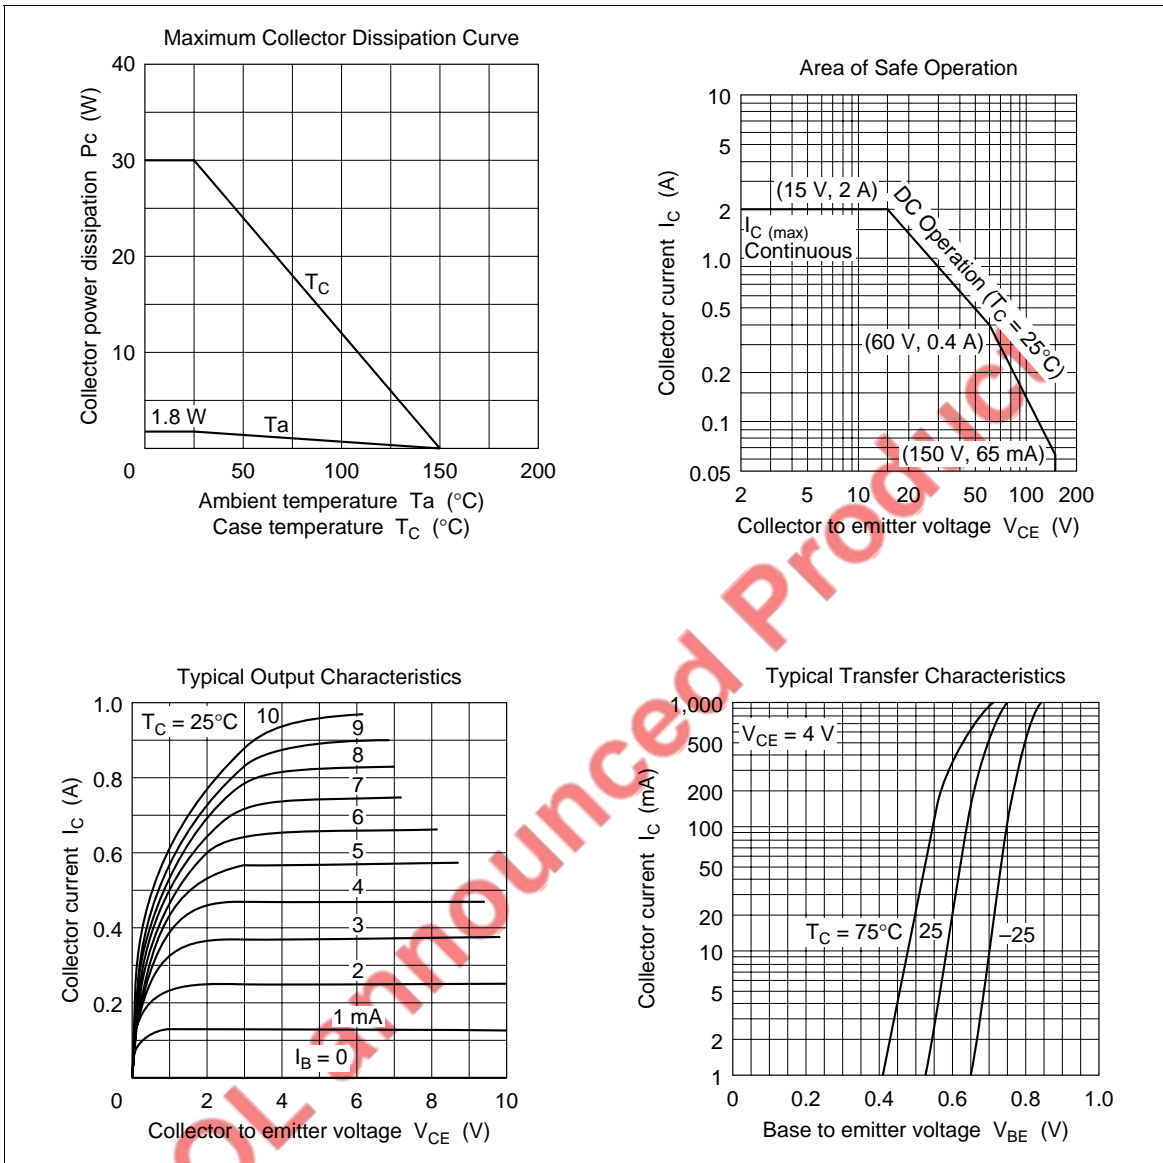 Maximum Collector Dissipation Curve
Collector power dissipation Pc (W)
40
30
20
10
0
1.8 W
TC
Ta
50
100
150
200
Ambient temperature Ta (°C)
Case temperature TC (°C)
Area of Safe Operation
Collector current IC (A)
10
5
2
1.0
0.5
0.2
0.1
0.05
(15 V, 2 A)
IC (max)
Continuous
DC Operation (TC = 25°C)
(60 V, 0.4 A)
(150 V, 65 mA)
2
5
10
20
50
100
200
Collector to emitter voltage VCE (V)
Typical Output Characteristics
Collector current IC (A)
1.0
0.8
0.6
0.4
0.2
0
TC = 25°C
10
9
8
7
6
5
4
3
2
1 mA
IB = 0
2
4
6
8
10
Collector to emitter voltage VCE (V)
Typical Transfer Characteristics
Collector current IC (mA)
1,000
500
200
100
50
20
10
5
2
1
VCE = 4 V
TC = 75°C
25
–25
0
0.2
0.4
0.6
0.8
1.0
Base to emitter voltage VBE (V)
OL announced Product